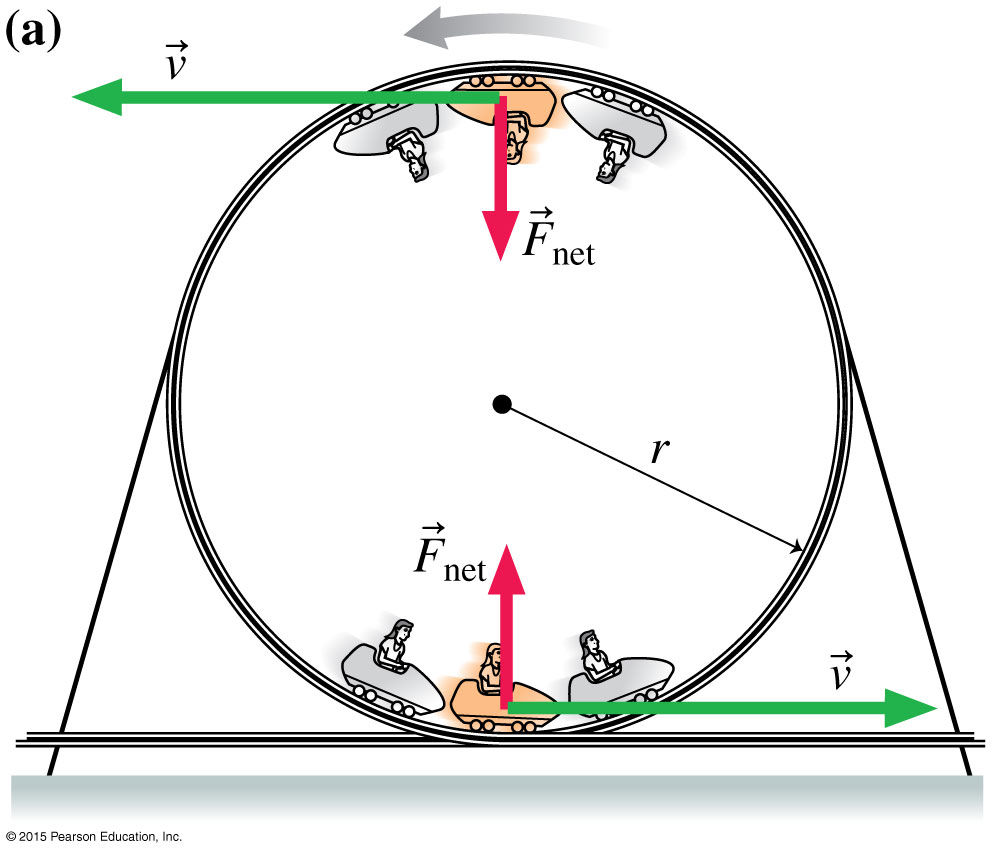 (a)
v⃗
F⃗net
r
F⃗net
v⃗
© 2015 Pearson Education, Inc.